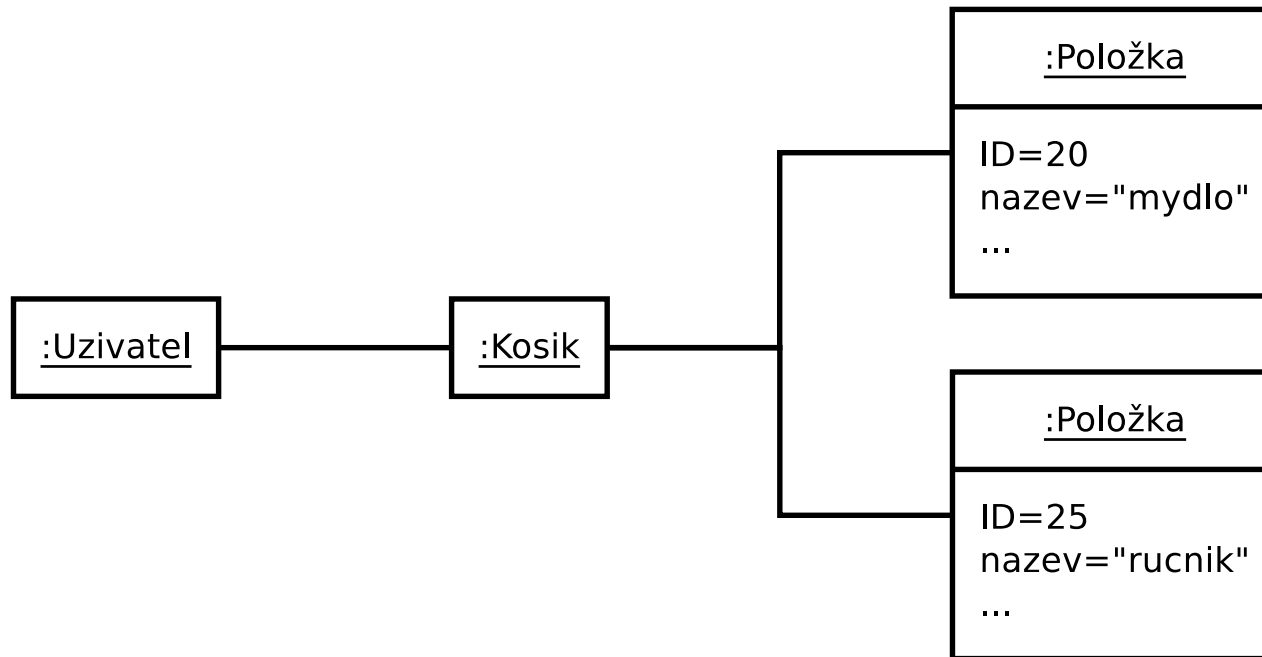 :Uzivatel
:Kosik
:Položka
ID=20
nazev="mydlo"
...
:Položka
ID=25
nazev="rucnik"
...